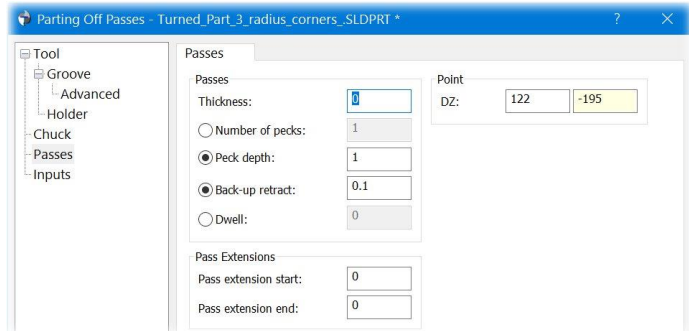 Parting Off Passes - Turned_Part_3_radius_corners_.SLDPRT *
? ×
Tool
Groove
Advanced
Holder
Chuck
Passes
Inputs
Passes
Passes
Thickness: 0
Number of pecks: 1
Peck depth: 1
Back-up retract: 0.1
Dwell: 0
Pass Extensions
Pass extension start: 0
Pass extension end: 0
Point
DZ: 122 -195